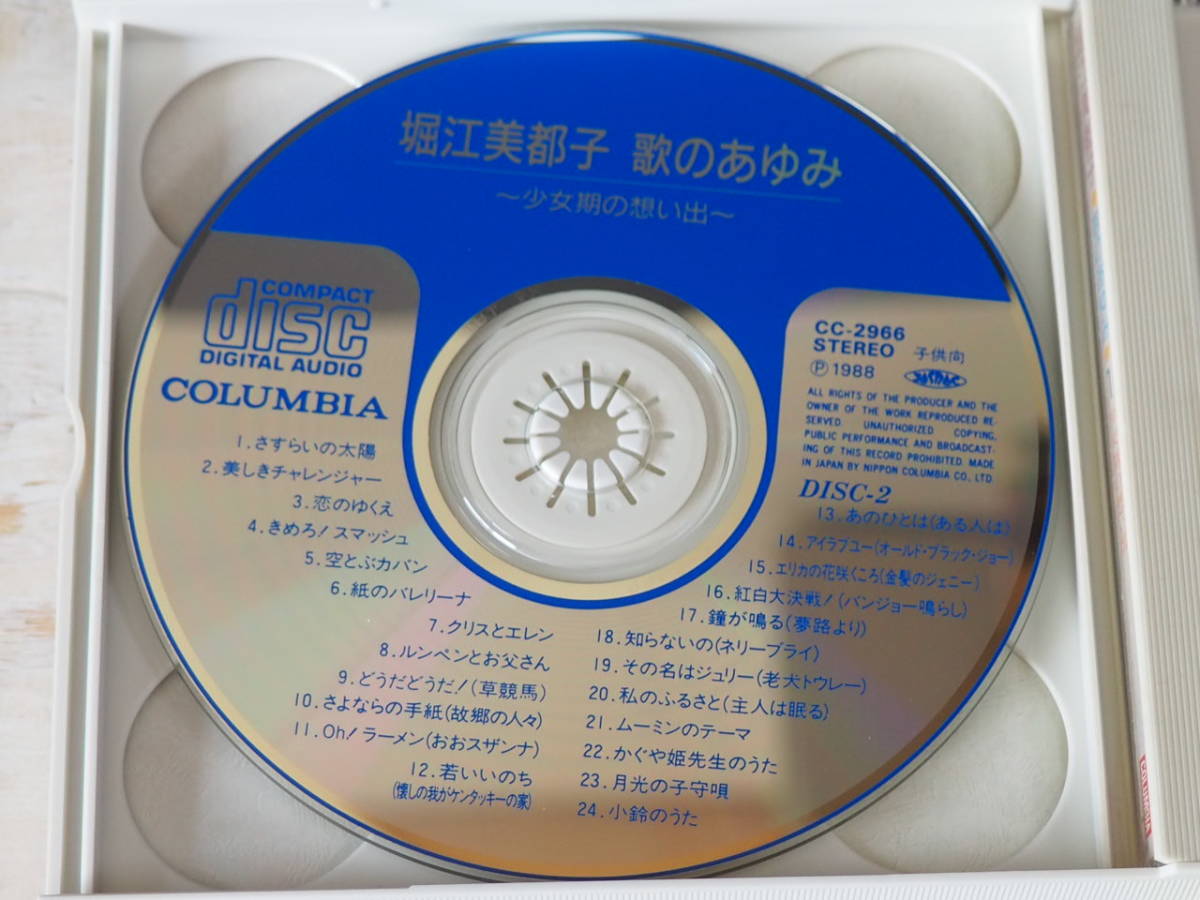 堀江美都子 歌のあゆみ
～少女期の想い出～
COMPACT
disc
DIGITAL AUDIO
COLUMBIA
1.さすらいの太陽
2.美しきチャレンジャー
3.恋のゆくえ
4.きめろ!スマッシュ
5.空とぶカバン
6.紙のバレリーナ
7.クリスとエレン
8.ルンペンとお父さん
9.どうだどうだ!(草競馬)
10.さよならの手紙(故郷の人々)
11.Oh!ラーメン(おおスザンナ)
12.若いいのち
(懐しの我がケンタッキーの家)
CC-2966
STEREO 子供向
Ⓟ1988
ALL RIGHTS OF THE PRODUCER AND THE
OWNER OF THE WORK REPRODUCED RE-
SERVED. UNAUTHORIZED COPYING,
PUBLIC PERFORMANCE AND BROADCAST-
ING OF THIS RECORD PROHIBITED. MADE
IN JAPAN BY NIPPON COLUMBIA CO., LTD.
DISC-2
13.あのひとは(ある人は)
14.アイラブユー(オールド・ブラック・ジョー)
15.エリカの花咲くころ(金髪のジェニー)
16.紅白大決戦!(バンジョー鳴らし)
17.鐘が鳴る(夢路より)
18.知らないの(ネリーブライ)
19.その名はジュリー(老犬トウレー)
20.私のふるさと(主人は眠る)
21.ムーミンのテーマ
22.かぐや姫先生のうた
23.月光の子守唄
24.小鈴のうた